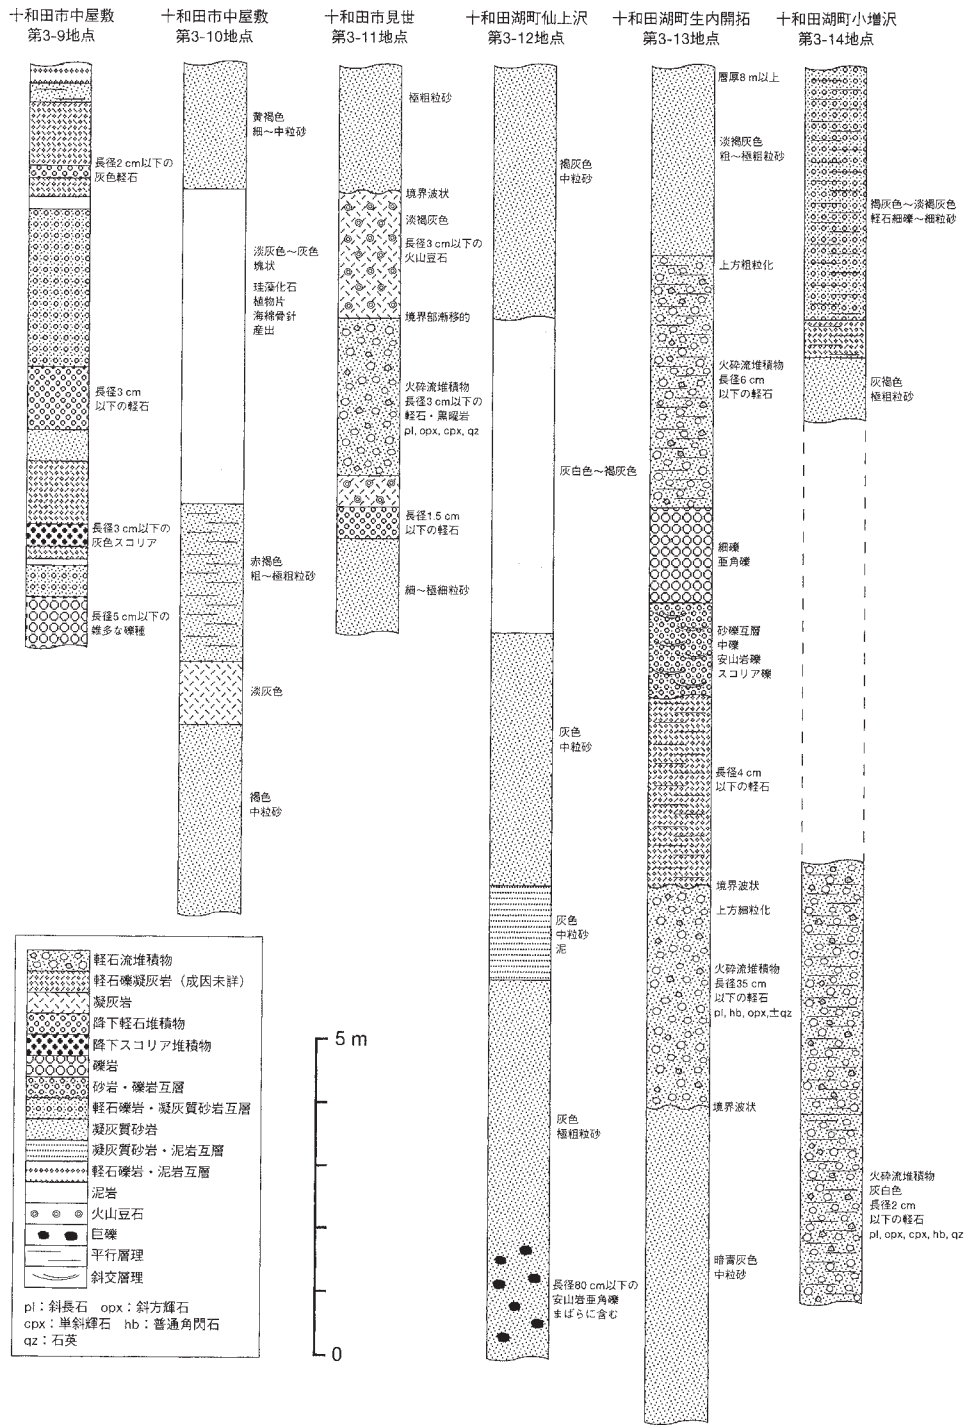 十和田市中屋敷
第3-9地点
長径2 cm以下の
灰色軽石
長径3 cm
以下の軽石
長径3 cm以下の
灰色スコリア
長径5 cm以下の
雑多な礫種
十和田市中屋敷
第3-10地点
黄褐色
細～中粒砂
淡灰色～灰色
塊状
珪藻化石
植物片
海綿骨針
産出
赤褐色
粗～極粗粒砂
淡灰色
褐色
中粒砂
十和田市見世
第3-11地点
極粗粒砂
境界波状
淡褐灰色
長径3 cm以下の
火山豆石
境界部漸移的
火砕流堆積物
長径3 cm以下の
軽石・黒曜岩
pl, opx, cpx, qz
長径1.5 cm
以下の軽石
細～極細粒砂
十和田湖町仙上沢
第3-12地点
褐灰色
中粒砂
灰白色～褐灰色
灰色
中粒砂
灰色
中粒砂
泥
灰色
極粗粒砂
長径80 cm以下の
安山岩亜角礫
まばらに含む
十和田湖町生内開拓
第3-13地点
層厚8 m以上
淡褐灰色
粗～極粗粒砂
上方粗粒化
火砕流堆積物
長径6 cm
以下の軽石
細礫
亜角礫
砂礫互層
中礫
安山岩礫
スコリア礫
長径4 cm
以下の軽石
境界波状
上方細粒化
火砕流堆積物
長径35 cm
以下の軽石
pl, hb, opx,±qz
境界波状
暗青灰色
中粒砂
十和田湖町小増沢
第3-14地点
褐灰色～淡褐灰色
軽石細礫～細粒砂
灰褐色
極粗粒砂
火砕流堆積物
灰白色
長径2 cm
以下の軽石
pl, opx, cpx, hb, qz
軽石流堆積物
軽石礫凝灰岩（成因未詳）
凝灰岩
降下軽石堆積物
降下スコリア堆積物
礫岩
砂岩・礫岩互層
軽石礫岩・凝灰質砂岩互層
凝灰質砂岩
凝灰質砂岩・泥岩互層
軽石礫岩・泥岩互層
泥岩
火山豆石
巨礫
平行層理
斜交層理
pl：斜長石 opx：斜方輝石
cpx：単斜輝石 hb：普通角閃石
qz：石英
5 m
0